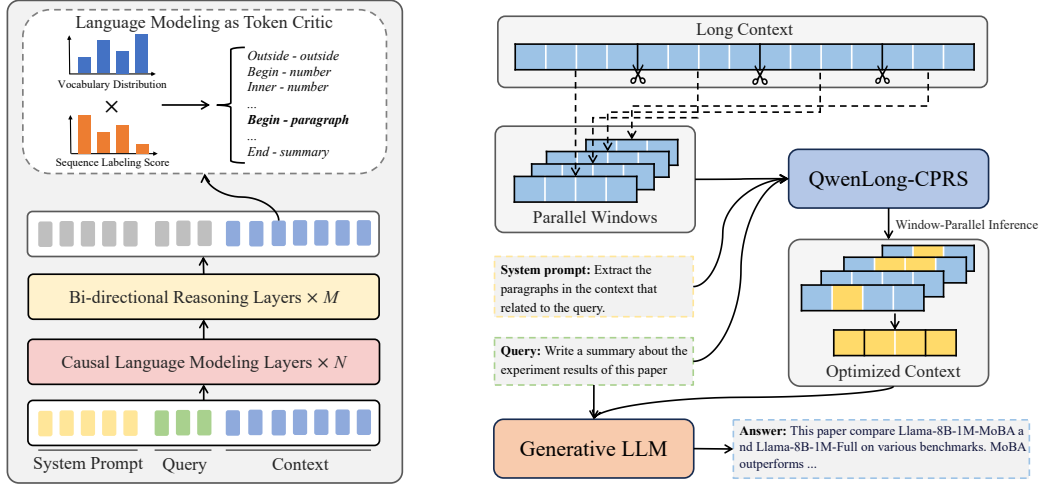 Language Modeling as Token Critic
Vocabulary Distribution
×
Sequence Labeling Score
Outside - outside
Begin - number
Inner - number
...
Begin - paragraph
...
End - summary
Bi-directional Reasoning Layers × M
Causal Language Modeling Layers × N
System Prompt
Query
Context
Long Context
Parallel Windows
QwenLong-CPRS
Window-Parallel Inference
System prompt: Extract the
paragraphs in the context that
related to the query.
Query: Write a summary about the
experiment results of this paper
Optimized Context
Generative LLM
Answer: This paper compare Llama-8B-1M-MoBA a
nd Llama-8B-1M-Full on various benchmarks. MoBA
outperforms ...